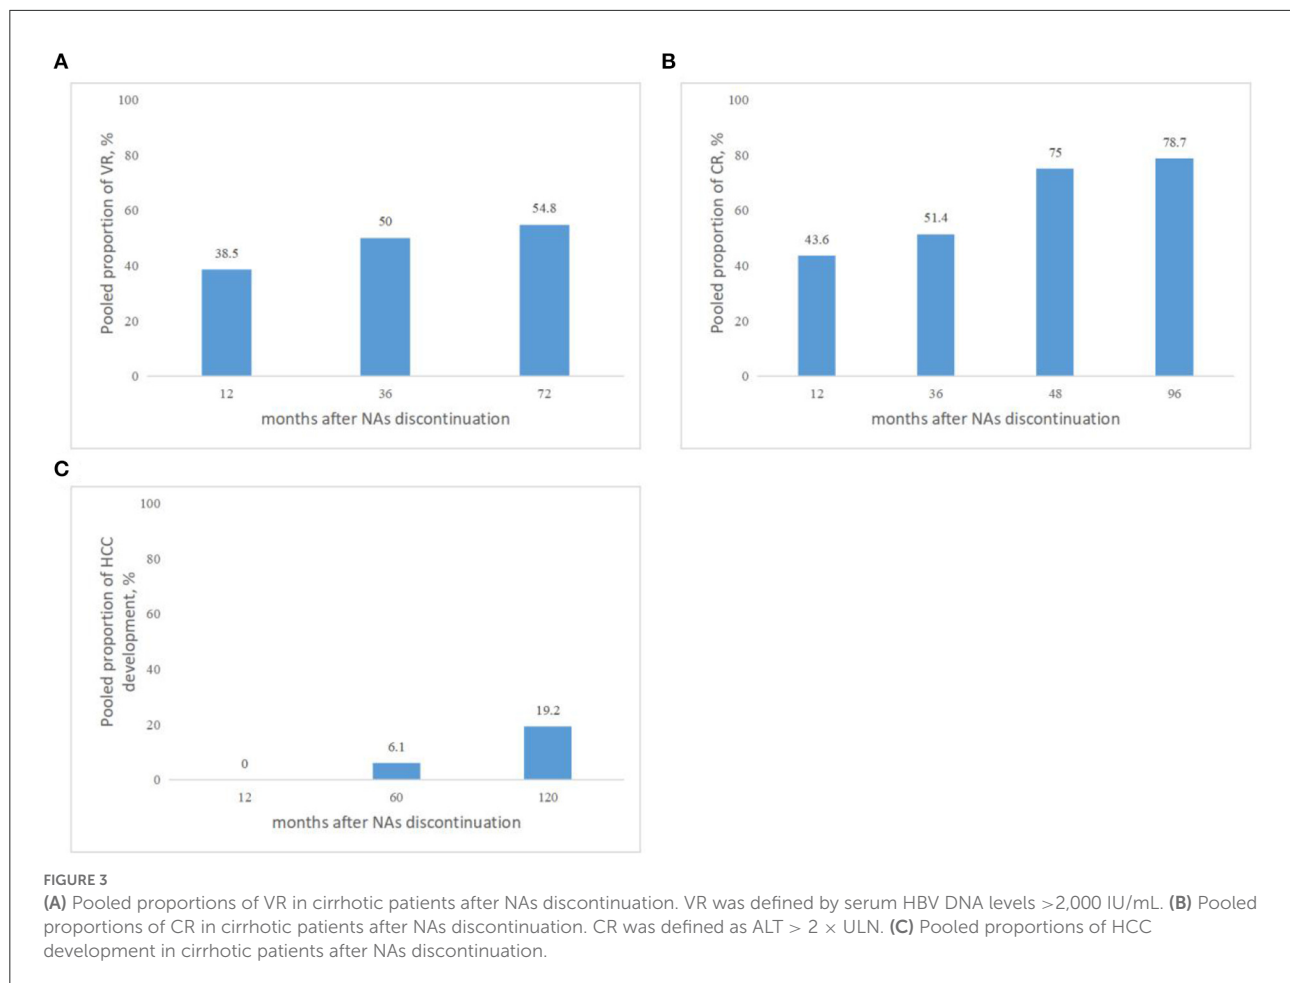 (A)
Pooled proportion of VR, %
100
80
60
40
20
0
38.5
50
54.8
12
36
72
months after NAs discontinuation
(B)
Pooled proportion of CR, %
100
80
60
40
20
0
43.6
51.4
75
78.7
12
36
48
96
months after NAs discontinuation
(C)
Pooled proportion of HCC
development, %
100
80
60
40
20
0
0
6.1
19.2
12
60
120
months after NAs discontinuation
FIGURE 3
(A) Pooled proportions of VR in cirrhotic patients after NAs discontinuation. VR was defined by serum HBV DNA levels >2,000 IU/mL. (B) Pooled
proportions of CR in cirrhotic patients after NAs discontinuation. CR was defined as ALT > 2 × ULN. (C) Pooled proportions of HCC
development in cirrhotic patients after NAs discontinuation.